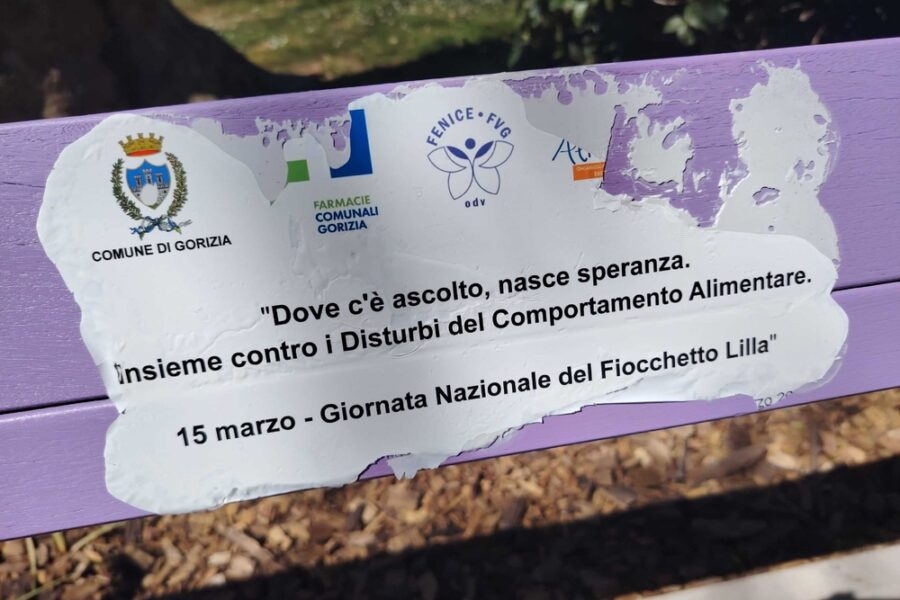 COMUNE DI GORIZIA
FARMACIE
COMUNALI
GORIZIA
FENICE • FVG
odv
"Dove c'è ascolto, nasce speranza.
Insieme contro i Disturbi del Comportamento Alimentare.
15 marzo - Giornata Nazionale del Fiocchetto Lilla"